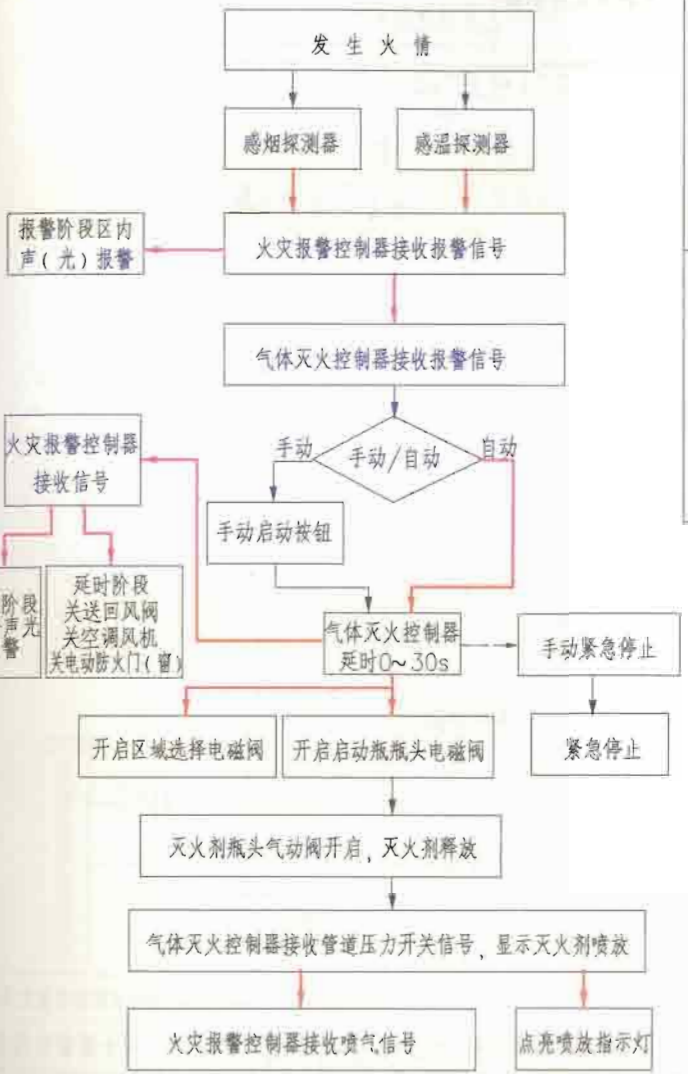 发生火情
感烟探测器
感温探测器
报警阶段区内
声(光)报警
火灾报警控制器接收报警信号
气体灭火控制器接收报警信号
手动
手动/自动
自动
火灾报警控制器
接收信号
手动启动按钮
阶段
声光
警
延时阶段
关送回风阀
关空调风机
关电动防火门(窗)
气体灭火控制器
延时0~30s
手动紧急停止
开启区域选择电磁阀
开启启动瓶瓶头电磁阀
紧急停止
灭火剂瓶头气动阀开启，灭火剂释放
气体灭火控制器接收管道压力开关信号，显示灭火剂喷放
火灾报警控制器接收喷气信号
点亮喷放指示灯